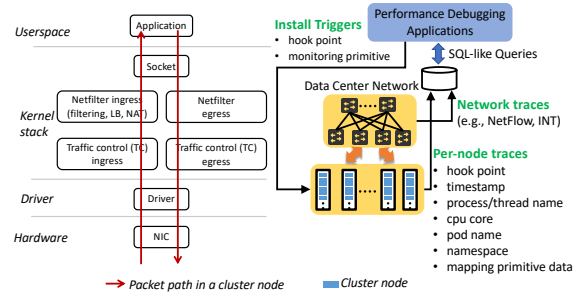 Userspace
Application
Socket
Kernel
stack
Netfilter ingress
(filtering, LB, NAT)
Netfilter
egress
Traffic control (TC)
ingress
Traffic control (TC)
egress
Driver
Driver
Hardware
NIC
Packet path in a cluster node
Install Triggers
• hook point
• monitoring primitive
Performance Debugging
Applications
SQL-like Queries
Data Center Network
Network traces
(e.g., NetFlow, INT)
Per-node traces
• hook point
• timestamp
• process/thread name
• cpu core
• pod name
• namespace
• mapping primitive data
Cluster node